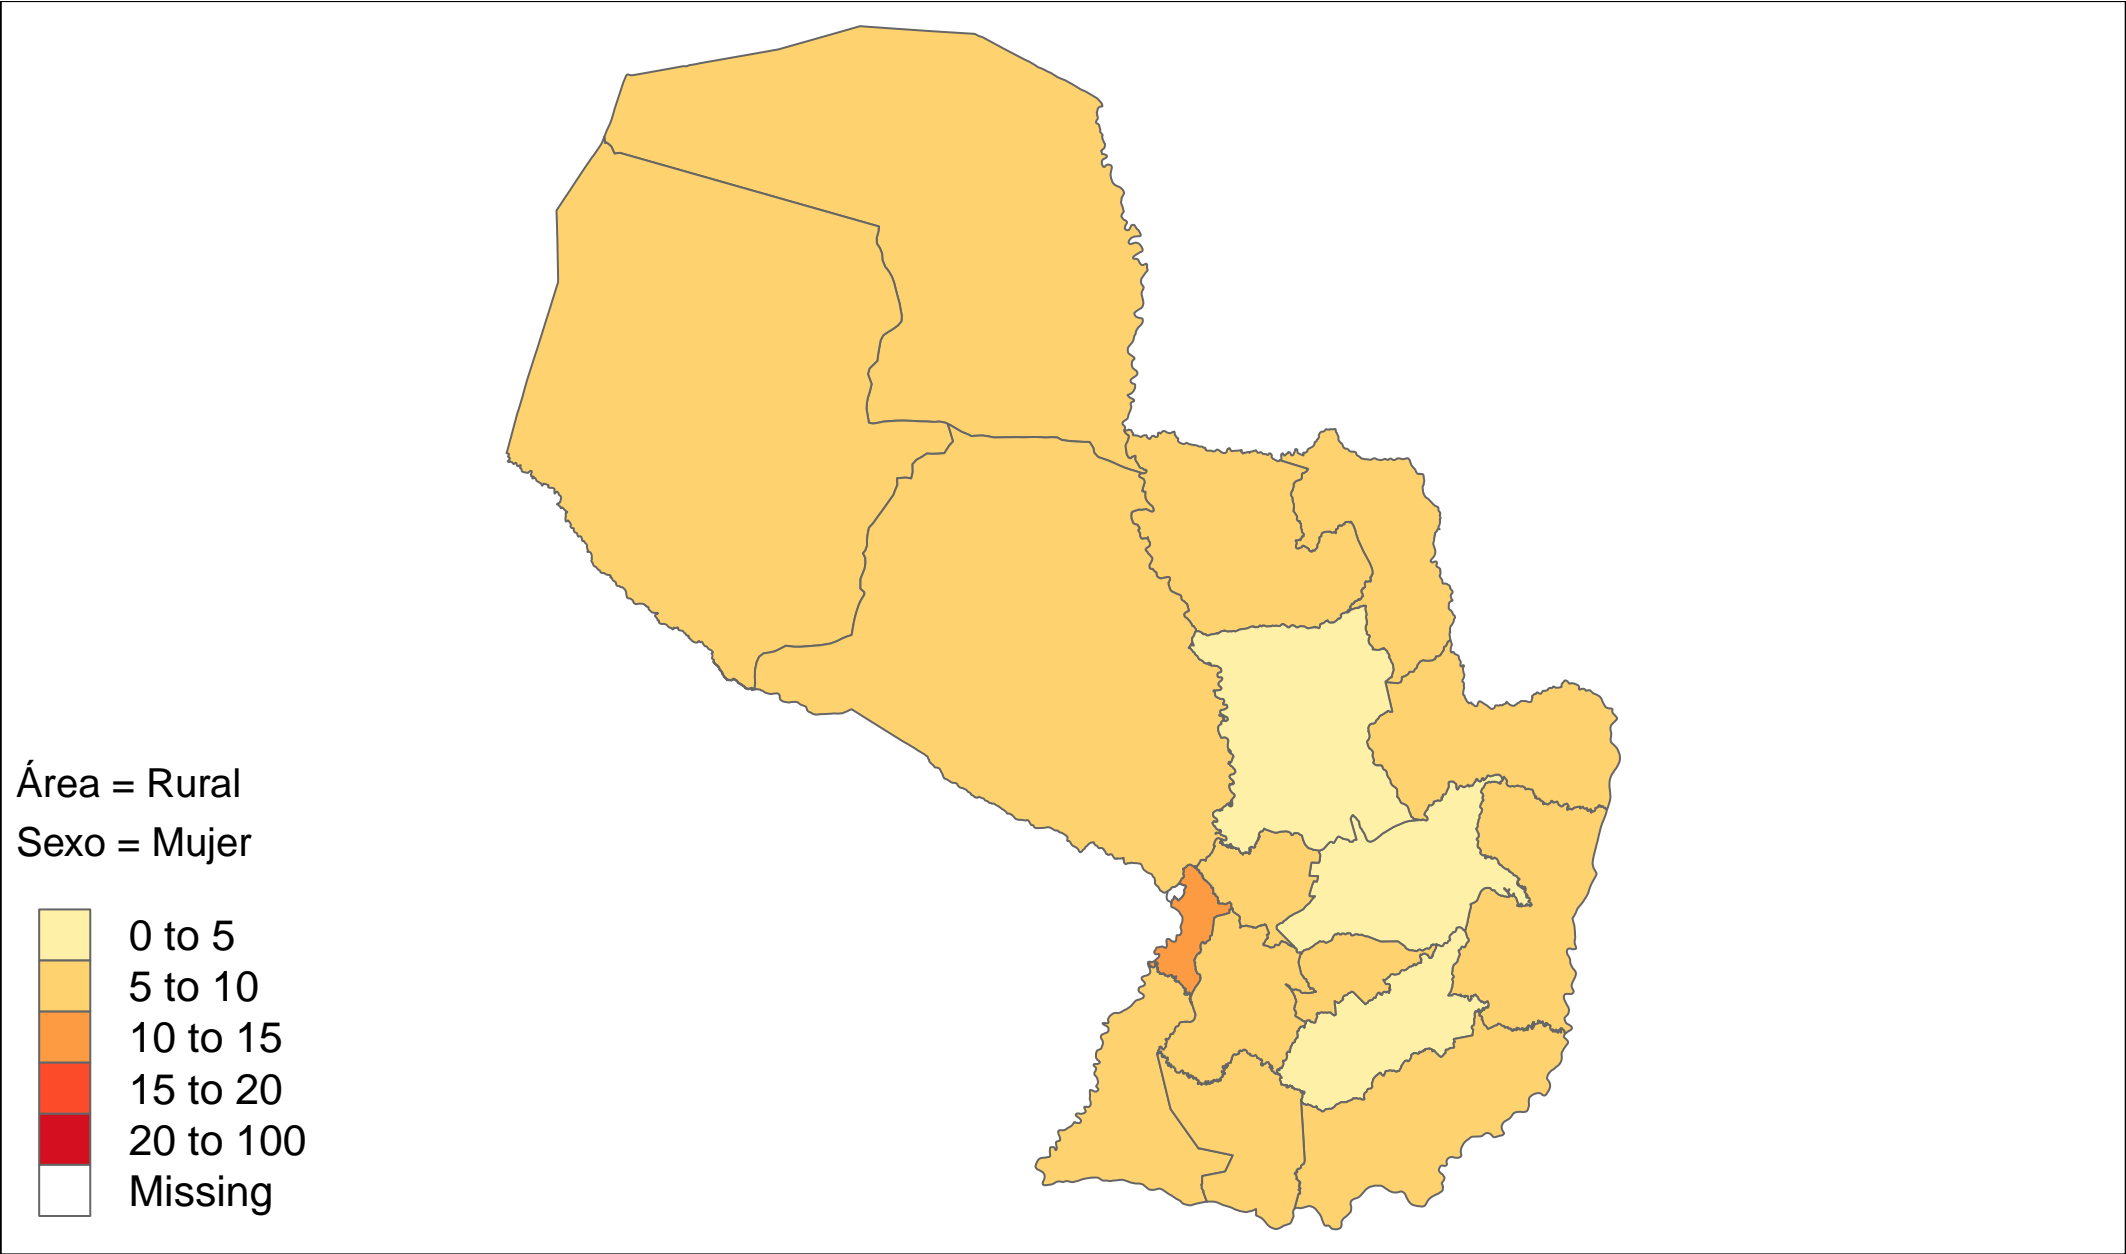 Área = Rural
Sexo = Mujer
0 to 5
5 to 10
10 to 15
15 to 20
20 to 100
Missing